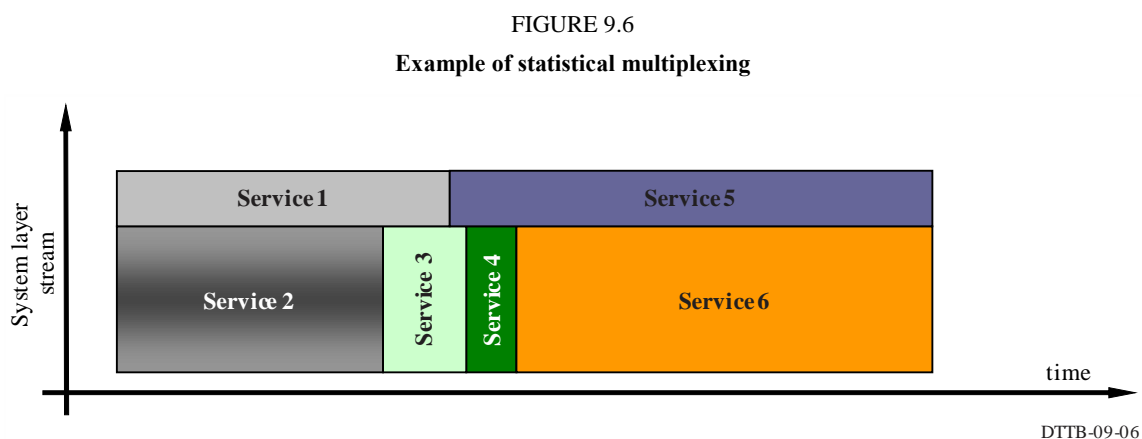 FIGURE 9.6
Example of statistical multiplexing
System layer
stream
Service 1
Service 5
Service 2
Service 3
Service 4
Service 6
time
DTTB-09-06